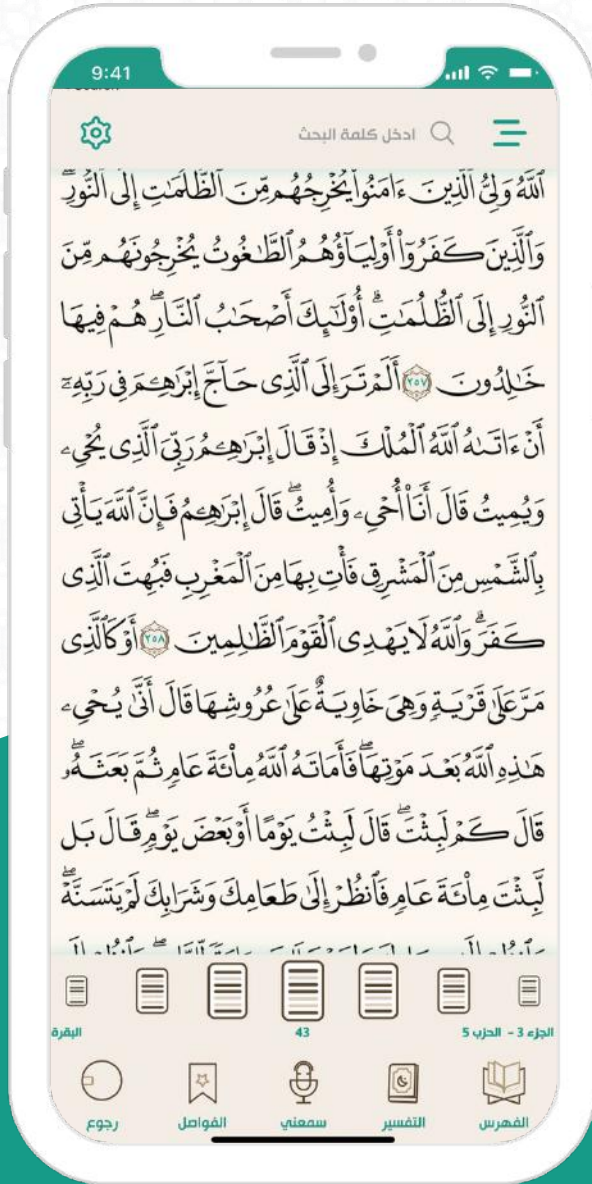 9:41
ادخل كلمة البحث
ٱللَّهُ وَلِيُّ ٱلَّذِينَ ءَامَنُوا۟ يُخْرِجُهُم مِّنَ ٱلظُّلُمَٰتِ إِلَى ٱلنُّورِ ۖ
وَٱلَّذِينَ كَفَرُوٓا۟ أَوْلِيَآؤُهُمُ ٱلطَّٰغُوتُ يُخْرِجُونَهُم مِّنَ
ٱلنُّورِ إِلَى ٱلظُّلُمَٰتِ ۗ أُو۟لَٰٓئِكَ أَصْحَٰبُ ٱلنَّارِ ۖ هُمْ فِيهَا
خَٰلِدُونَ ٢٥٧ أَلَمْ تَرَ إِلَى ٱلَّذِى حَآجَّ إِبْرَٰهِـۧمَ فِى رَبِّهِۦٓ
أَنْ ءَاتَىٰهُ ٱللَّهُ ٱلْمُلْكَ إِذْ قَالَ إِبْرَٰهِـۧمُ رَبِّىَ ٱلَّذِى يُحْىِۦ
وَيُمِيتُ قَالَ أَنَا۠ أُحْىِۦ وَأُمِيتُ ۖ قَالَ إِبْرَٰهِـۧمُ فَإِنَّ ٱللَّهَ يَأْتِى
بِٱلشَّمْسِ مِنَ ٱلْمَشْرِقِ فَأْتِ بِهَا مِنَ ٱلْمَغْرِبِ فَبُهِتَ ٱلَّذِى
كَفَرَ ۗ وَٱللَّهُ لَا يَهْدِى ٱلْقَوْمَ ٱلظَّٰلِمِينَ ٢٥٨ أَوْ كَٱلَّذِى
مَرَّ عَلَىٰ قَرْيَةٍ وَهِىَ خَاوِيَةٌ عَلَىٰ عُرُوشِهَا قَالَ أَنَّىٰ يُحْىِۦ
هَٰذِهِ ٱللَّهُ بَعْدَ مَوْتِهَا ۖ فَأَمَاتَهُ ٱللَّهُ مِا۟ئَةَ عَامٍ ثُمَّ بَعَثَهُۥ ۖ
قَالَ كَمْ لَبِثْتَ ۖ قَالَ لَبِثْتُ يَوْمًا أَوْ بَعْضَ يَوْمٍ ۖ قَالَ بَل
لَّبِثْتَ مِا۟ئَةَ عَامٍ فَٱنظُرْ إِلَىٰ طَعَامِكَ وَشَرَابِكَ لَمْ يَتَسَنَّهْ ۖ
الجزء 3 - الحزب 5
43
البقرة
الفهرس
التفسير
سمعني
الفواصل
رجوع